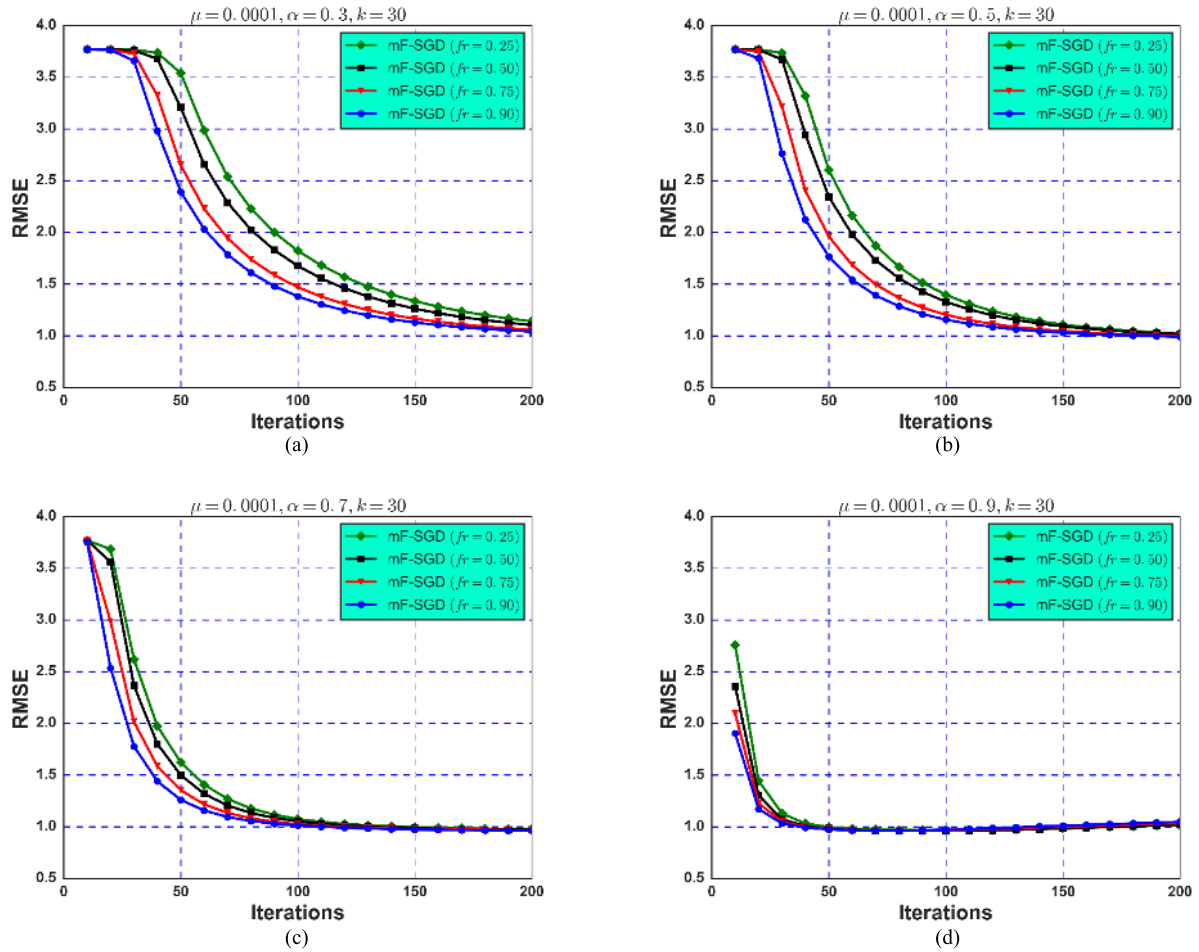 μ = 0.0001, α = 0.3, k = 30
4.0
3.5
3.0
2.5
2.0
1.5
1.0
0.5
RMSE
mF-SGD (fr = 0.25)
mF-SGD (fr = 0.50)
mF-SGD (fr = 0.75)
mF-SGD (fr = 0.90)
0 50 100 150 200
Iterations
(a)
μ = 0.0001, α = 0.5, k = 30
4.0
3.5
3.0
2.5
2.0
1.5
1.0
0.5
RMSE
mF-SGD (fr = 0.25)
mF-SGD (fr = 0.50)
mF-SGD (fr = 0.75)
mF-SGD (fr = 0.90)
0 50 100 150 200
Iterations
(b)
μ = 0.0001, α = 0.7, k = 30
4.0
3.5
3.0
2.5
2.0
1.5
1.0
0.5
RMSE
mF-SGD (fr = 0.25)
mF-SGD (fr = 0.50)
mF-SGD (fr = 0.75)
mF-SGD (fr = 0.90)
0 50 100 150 200
Iterations
(c)
μ = 0.0001, α = 0.9, k = 30
4.0
3.5
3.0
2.5
2.0
1.5
1.0
0.5
RMSE
mF-SGD (fr = 0.25)
mF-SGD (fr = 0.50)
mF-SGD (fr = 0.75)
mF-SGD (fr = 0.90)
0 50 100 150 200
Iterations
(d)